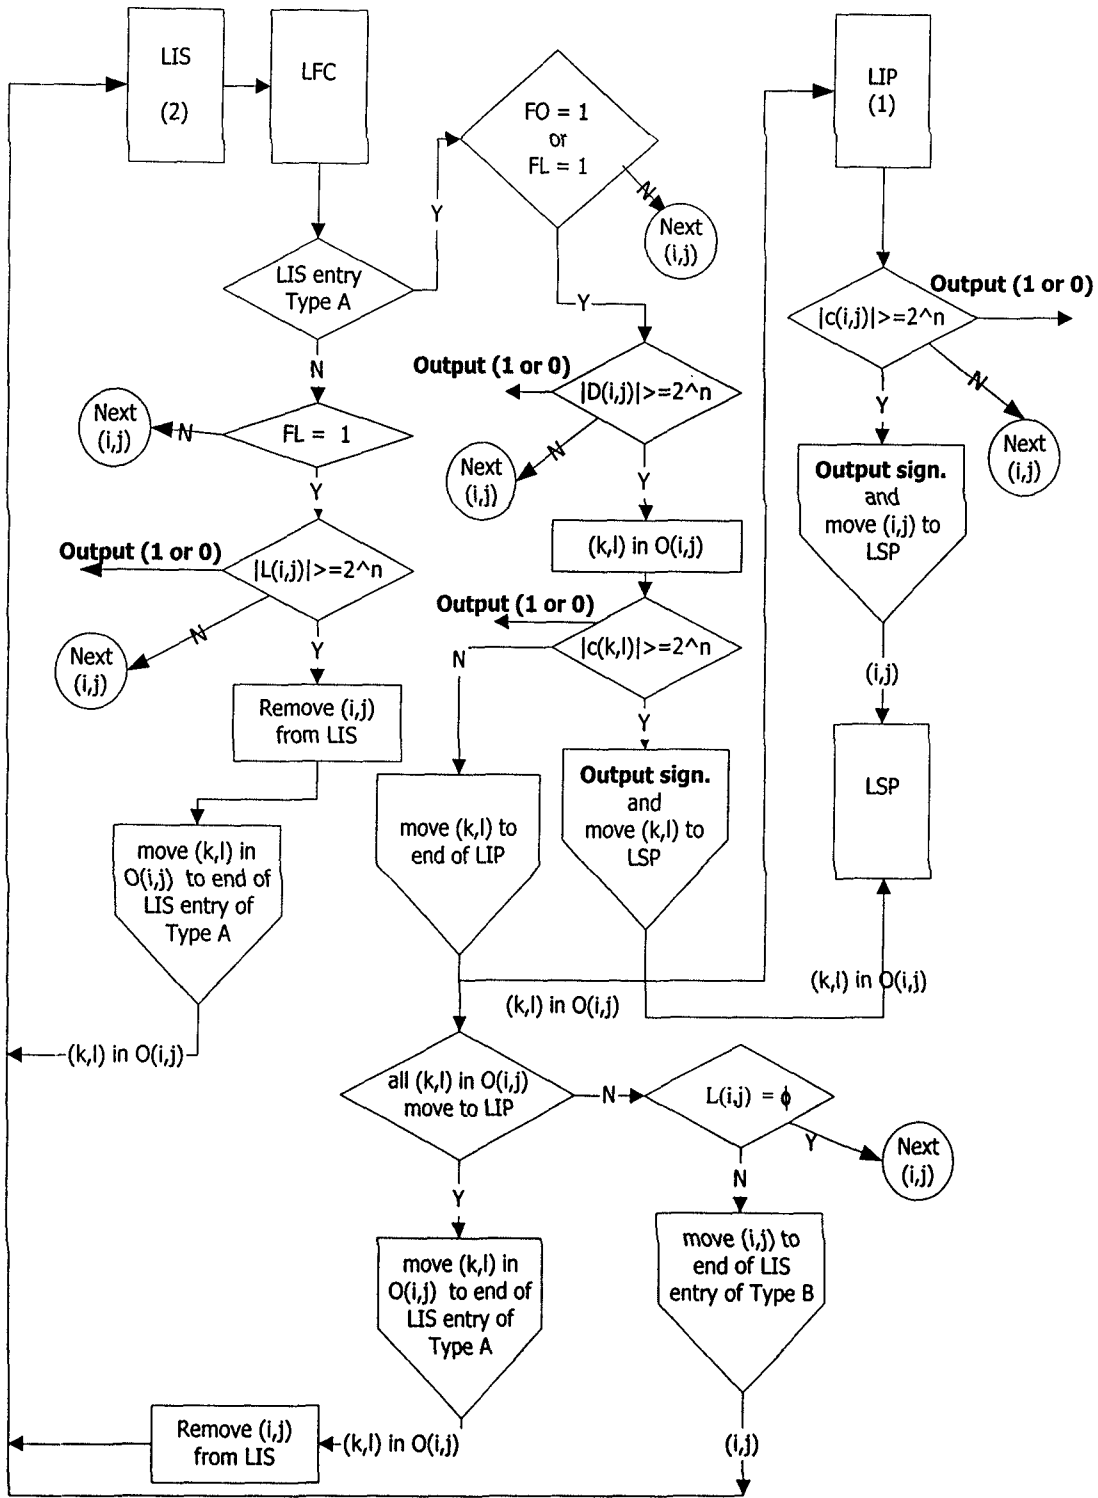 LIS
(2)
LFC
FO = 1
or
FL = 1
N
Next
(i,j)
Y
LIP
(1)
LIS entry
Type A
Y
N
Output (1 or 0)
|c(i,j)|>=2^n
N
Next
(i,j)
Y
Output (1 or 0)
|D(i,j)|>=2^n
Next
(i,j)
N
FL = 1
N
Next
(i,j)
Y
Y
Output sign.
and
move (i,j) to
LSP
(k,l) in O(i,j)
Output (1 or 0)
|L(i,j)|>=2^n
N
Next
(i,j)
Y
Output (1 or 0)
|c(k,l)|>=2^n
N
Y
(i,j)
Remove (i,j)
from LIS
LSP
Output sign.
and
move (k,l) to
LSP
move (k,l) to
end of LIP
move (k,l) in
O(i,j) to end of
LIS entry of
Type A
(k,l) in O(i,j)
(k,l) in O(i,j)
(k,l) in O(i,j)
all (k,l) in O(i,j)
move to LIP
N
L(i,j) = ϕ
Y
Next
(i,j)
Y
N
move (k,l) in
O(i,j) to end of
LIS entry of
Type A
move (i,j) to
end of LIS
entry of Type B
Remove (i,j)
from LIS
(k,l) in O(i,j)
(i,j)